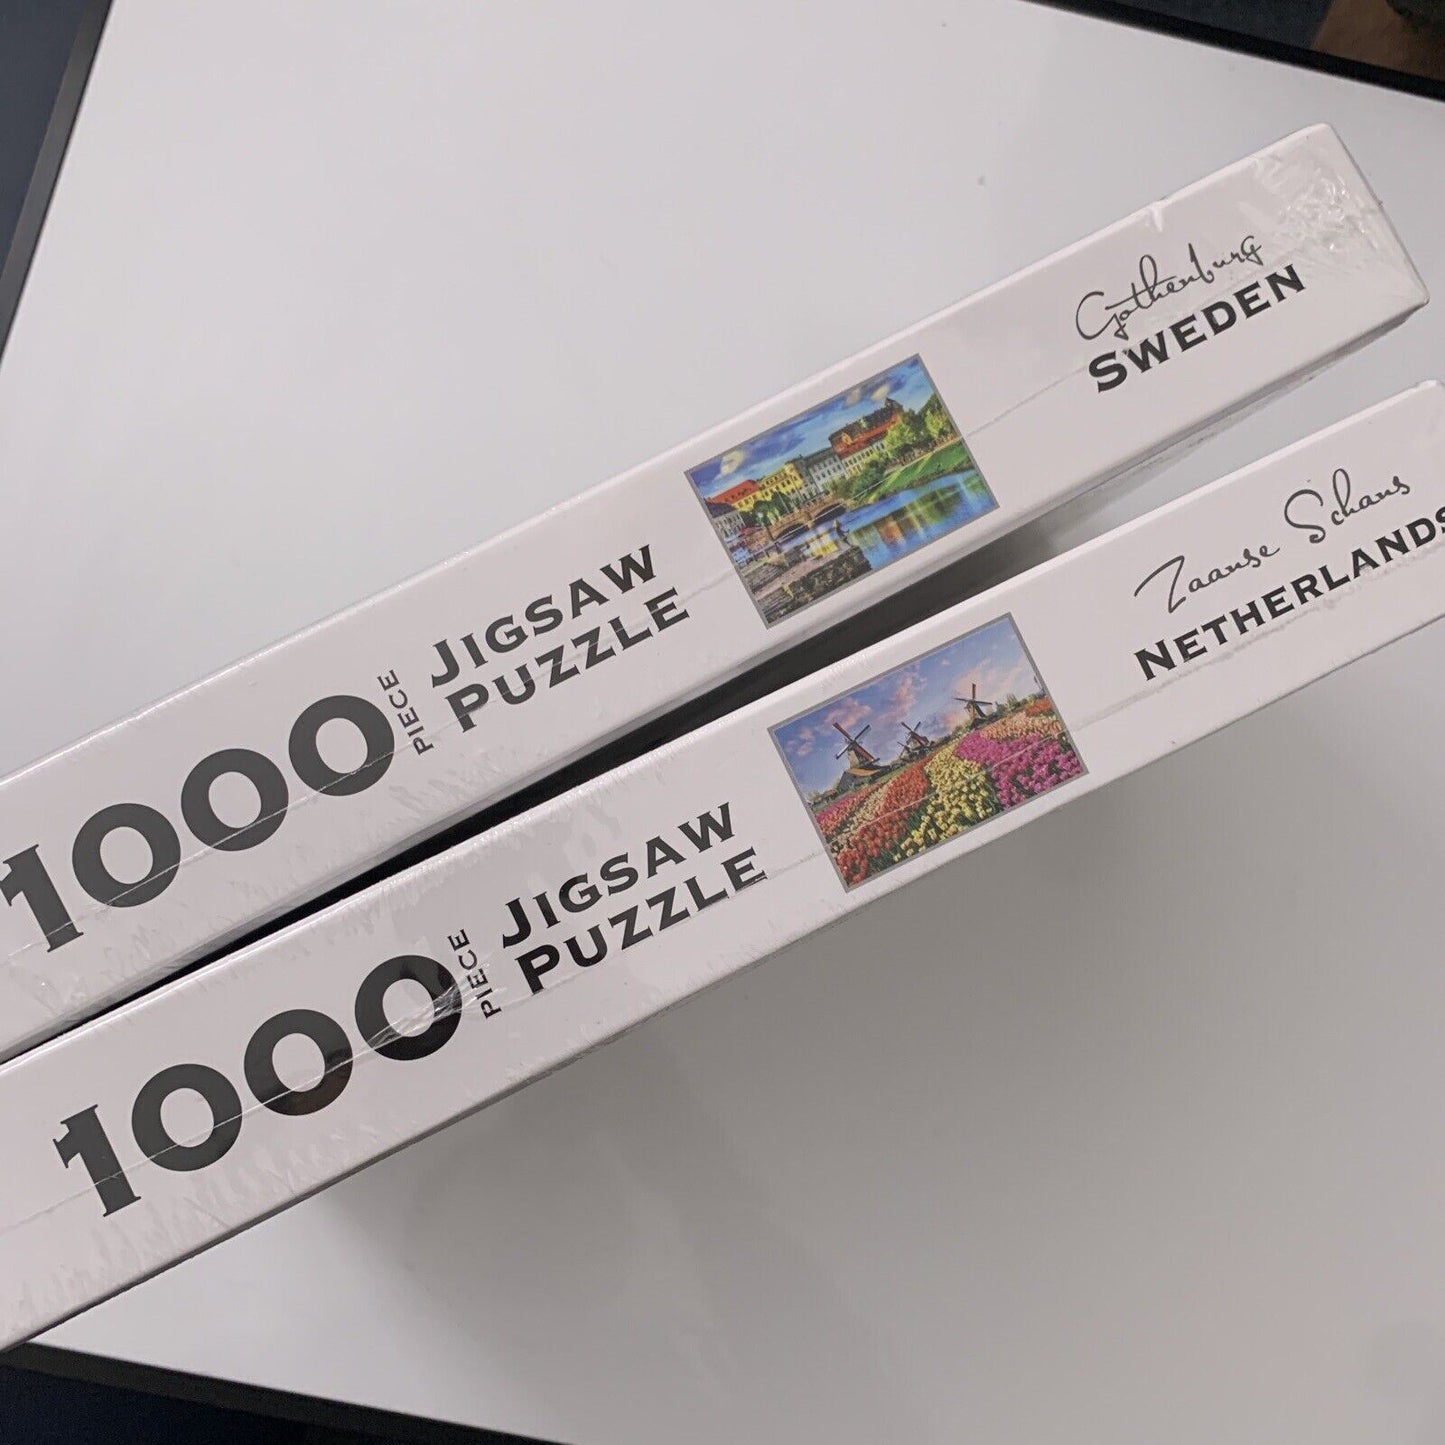 1000
PIECE
JIGSAW
PUZZLE
Gothenburg
SWEDEN
1000
PIECE
JIGSAW
PUZZLE
Zaanse Schans
NETHERLANDS